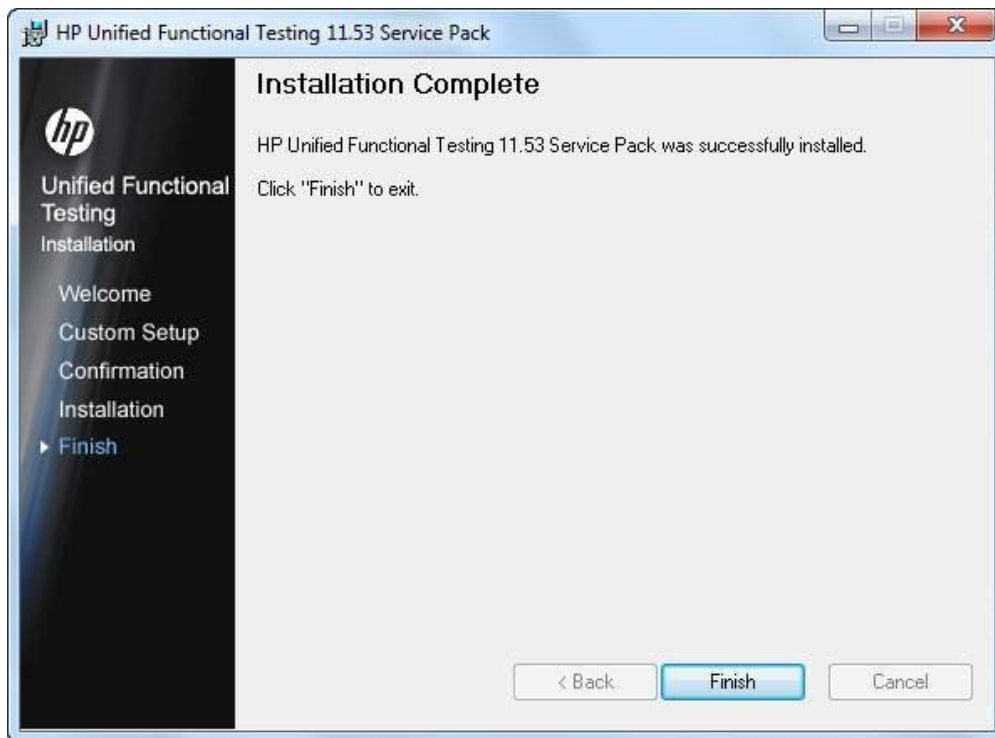 HP Unified Functional Testing 11.53 Service Pack
hp
Unified Functional
Testing
Installation
Welcome
Custom Setup
Confirmation
Installation
Finish
Installation Complete
HP Unified Functional Testing 11.53 Service Pack was successfully installed.
Click "Finish" to exit.
< Back
Finish
Cancel